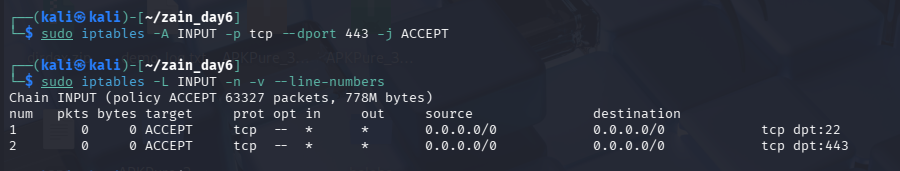 ┌──(kali㉿kali)-[~/zain_day6]
└─$ sudo iptables -A INPUT -p tcp --dport 443 -j ACCEPT
┌──(kali㉿kali)-[~/zain_day6]
└─$ sudo iptables -L INPUT -n -v --line-numbers
Chain INPUT (policy ACCEPT 63327 packets, 778M bytes)
num pkts bytes target prot opt in out source destination
1 0 0 ACCEPT tcp -- * * 0.0.0.0/0 0.0.0.0/0 tcp dpt:22
2 0 0 ACCEPT tcp -- * * 0.0.0.0/0 0.0.0.0/0 tcp dpt:443